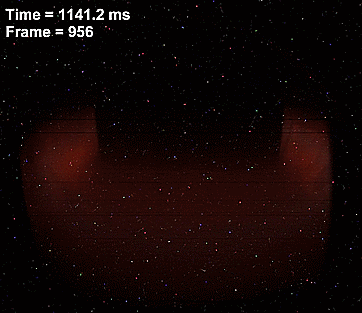 Time = 1141.2 ms
Frame = 956